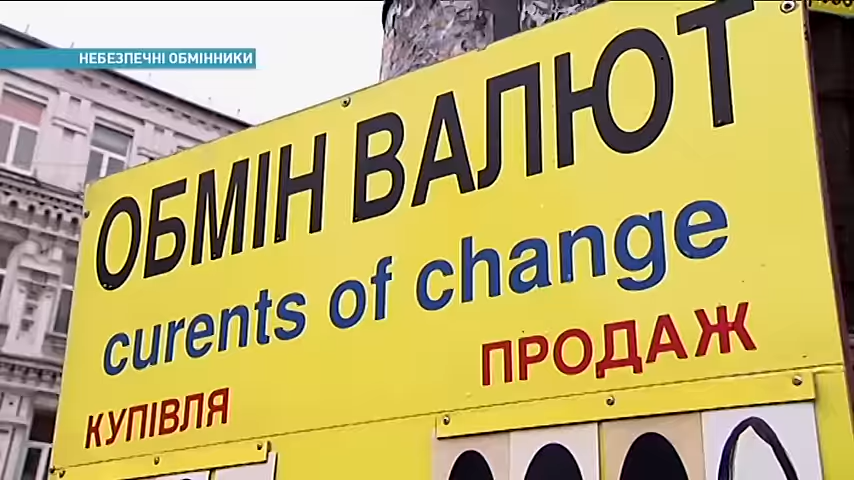 НЕБЕЗПЕЧНІ ОБМІННИКИ
ОБМІН ВАЛЮТ
curents of change
КУПІВЛЯ ПРОДАЖ